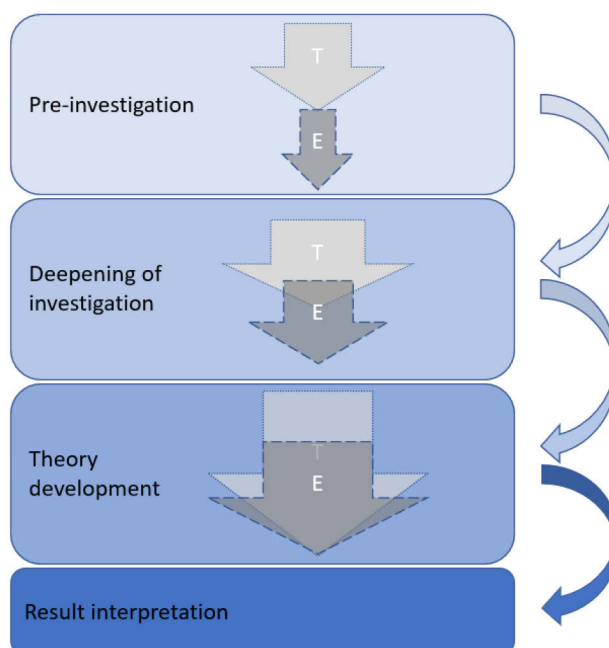 T
Pre-investigation
E
T
Deepening of
investigation
E
T
Theory
development
E
Result interpretation